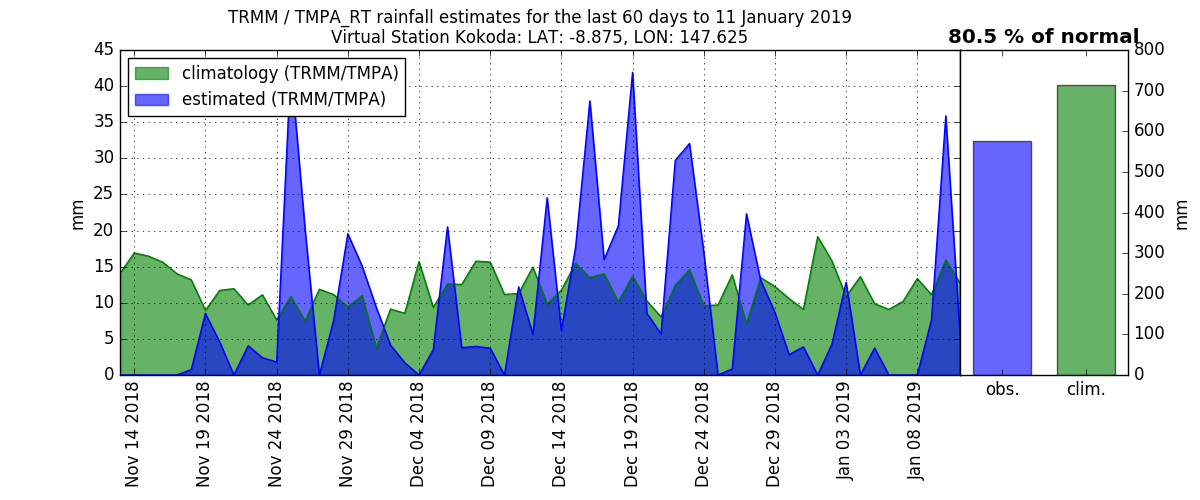 TRMM / TMPA_RT rainfall estimates for the last 60 days to 11 January 2019
Virtual Station Kokoda: LAT: -8.875, LON: 147.625
80.5 % of normal
climatology (TRMM/TMPA)
estimated (TRMM/TMPA)
mm
45
40
35
30
25
20
15
10
5
0
Nov 14 2018
Nov 19 2018
Nov 24 2018
Nov 29 2018
Dec 04 2018
Dec 09 2018
Dec 14 2018
Dec 19 2018
Dec 24 2018
Dec 29 2018
Jan 03 2019
Jan 08 2019
obs.
clim.
800
700
600
500
400
300
200
100
0
mm